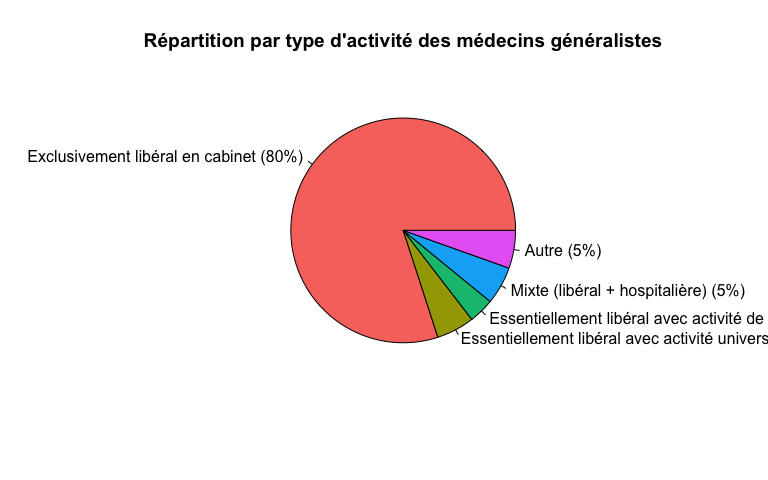 Répartition par type d'activité des médecins généralistes
Exclusivement libéral en cabinet (80%)
Autre (5%)
Mixte (libéral + hospitalière) (5%)
Essentiellement libéral avec activité de
Essentiellement libéral avec activité univers